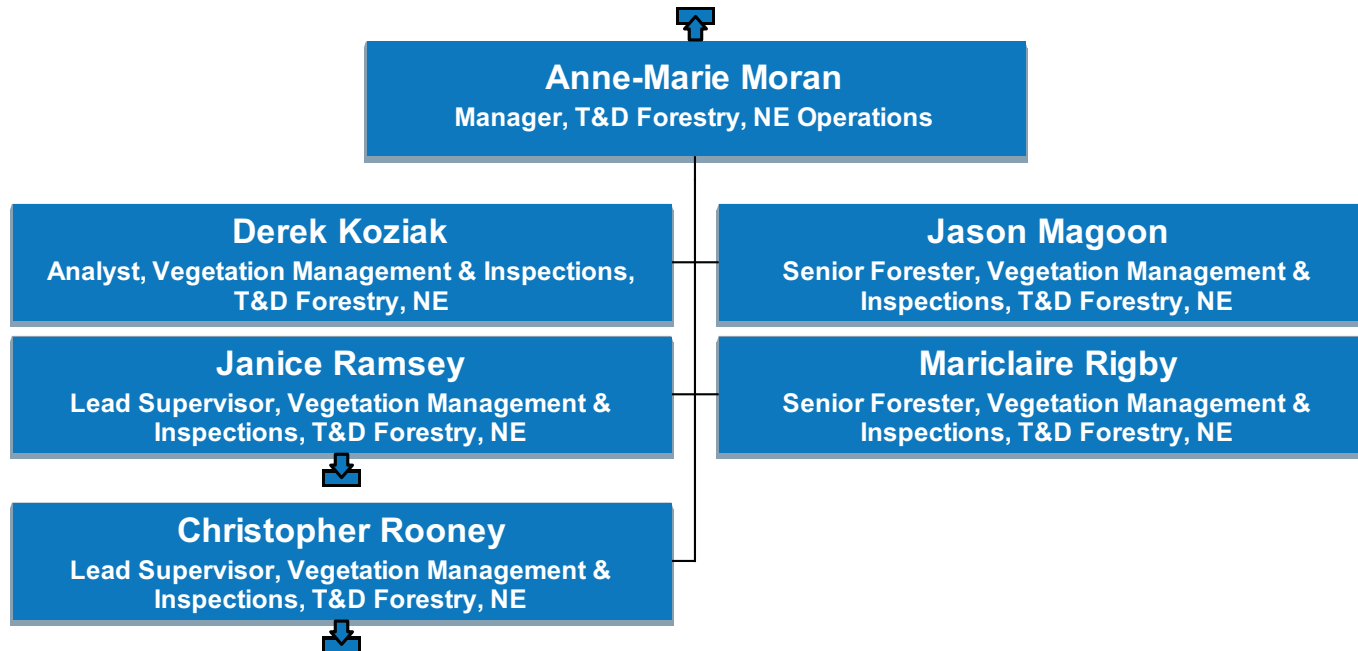 Anne-Marie Moran
Manager, T&D Forestry, NE Operations
Derek Koziak
Analyst, Vegetation Management & Inspections,
T&D Forestry, NE
Jason Magoon
Senior Forester, Vegetation Management &
Inspections, T&D Forestry, NE
Janice Ramsey
Lead Supervisor, Vegetation Management &
Inspections, T&D Forestry, NE
Mariclaire Rigby
Senior Forester, Vegetation Management &
Inspections, T&D Forestry, NE
Christopher Rooney
Lead Supervisor, Vegetation Management &
Inspections, T&D Forestry, NE